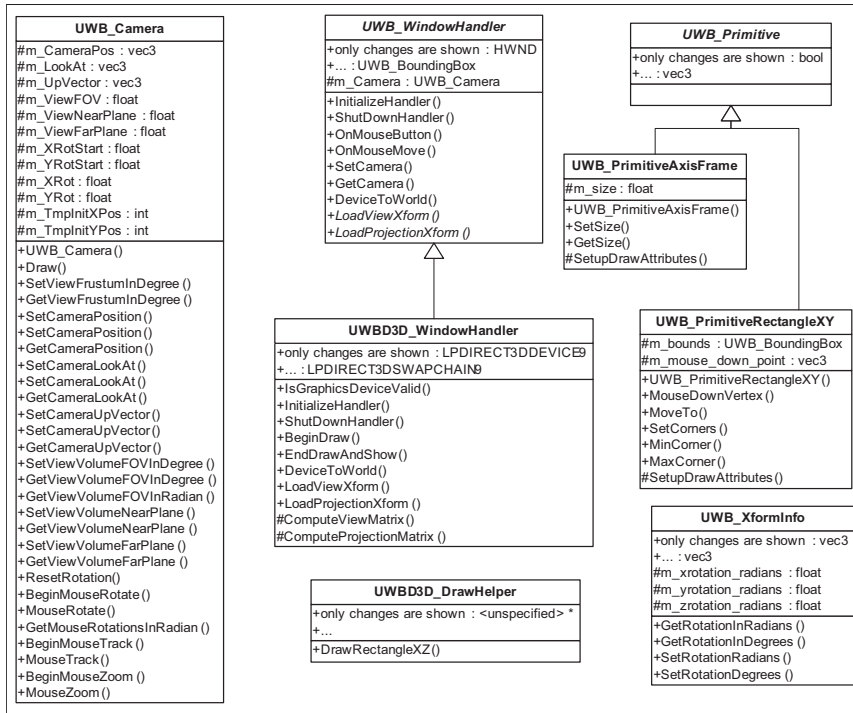 UWB_Camera
#m_CameraPos : vec3
#m_LookAt : vec3
#m_UpVector : vec3
#m_ViewFOV : float
#m_ViewNearPlane : float
#m_ViewFarPlane : float
#m_XRotStart : float
#m_YRotStart : float
#m_XRot : float
#m_YRot : float
#m_TmpInitXPos : int
#m_TmpInitYPos : int
+UWB_Camera()
+Draw()
+SetViewFrustumInDegree()
+GetViewFrustumInDegree()
+SetCameraPosition()
+SetCameraPosition()
+GetCameraPosition()
+SetCameraLookAt()
+SetCameraLookAt()
+GetCameraLookAt()
+SetCameraUpVector()
+SetCameraUpVector()
+GetCameraUpVector()
+SetViewVolumeFOVInDegree()
+GetViewVolumeFOVInDegree()
+GetViewVolumeFOVInRadian()
+SetViewVolumeNearPlane()
+GetViewVolumeNearPlane()
+SetViewVolumeFarPlane()
+GetViewVolumeFarPlane()
+ResetRotation()
+BeginMouseRotate()
+MouseRotate()
+GetMouseRotationsInRadian()
+BeginMouseTrack()
+MouseTrack()
+BeginMouseZoom()
+MouseZoom()
UWB_WindowHandler
+only changes are shown : HWND
+... : UWB_BoundingBox
#m_Camera : UWB_Camera
+InitializeHandler()
+ShutDownHandler()
+OnMouseButton()
+OnMouseMove()
+SetCamera()
+GetCamera()
+DeviceToWorld()
+LoadViewXform()
+LoadProjectionXform()
UWBD3D_WindowHandler
+only changes are shown : LPDIRECT3DDEVICE9
+... : LPDIRECT3DSWAPCHAIN9
+IsGraphicsDeviceValid()
+InitializeHandler()
+ShutDownHandler()
+BeginDraw()
+EndDrawAndShow()
+DeviceToWorld()
+LoadViewXform()
+LoadProjectionXform()
#ComputeViewMatrix()
#ComputeProjectionMatrix()
UWBD3D_DrawHelper
+only changes are shown : <unspecified> *
+...
+DrawRectangleXZ()
UWB_Primitive
+only changes are shown : bool
+... : vec3
UWB_PrimitiveAxisFrame
#m_size : float
+UWB_PrimitiveAxisFrame()
+SetSize()
+GetSize()
#SetupDrawAttributes()
UWB_PrimitiveRectangleXY
#m_bounds : UWB_BoundingBox
#m_mouse_down_point : vec3
+UWB_PrimitiveRectangleXY()
+MouseDownVertex()
+MoveTo()
+SetCorners()
+MinCorner()
+MaxCorner()
#SetupDrawAttributes()
UWB_XformInfo
+only changes are shown : vec3
+... : vec3
#m_xrotation_radians : float
#m_yrotation_radians : float
#m_zrotation_radians : float
+GetRotationInRadians()
+GetRotationInDegrees()
+SetRotationRadians()
+SetRotationDegrees()